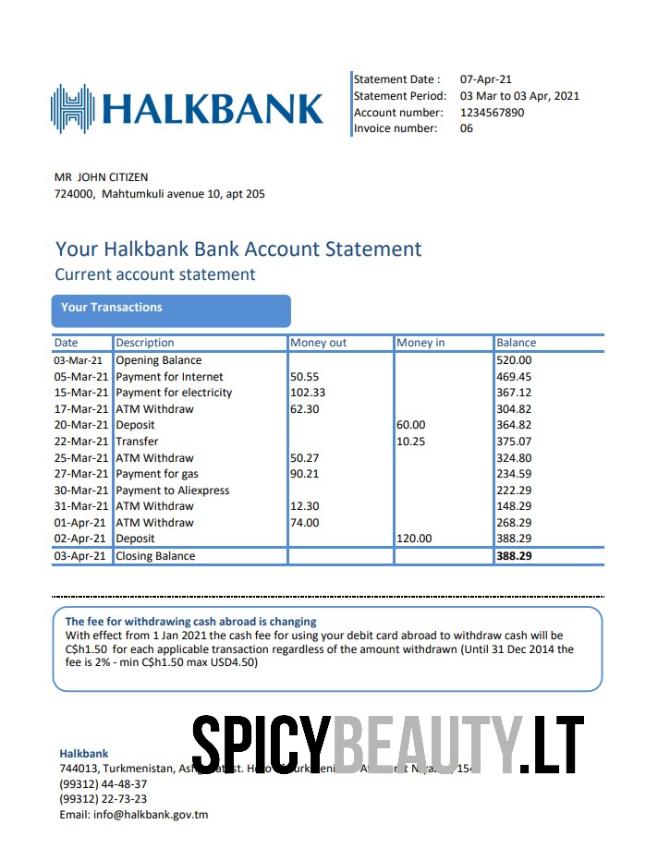 HALKBANK
Statement Date : 07-Apr-21
Statement Period: 03 Mar to 03 Apr, 2021
Account number: 1234567890
Invoice number: 06
MR JOHN CITIZEN
724000, Mahtumkuli avenue 10, apt 205
Your Halkbank Bank Account Statement
Current account statement
Your Transactions
Date Description Money out Money in Balance
03-Mar-21 Opening Balance 520.00
05-Mar-21 Payment for Internet 50.55 469.45
15-Mar-21 Payment for electricity 102.33 367.12
17-Mar-21 ATM Withdraw 62.30 304.82
20-Mar-21 Deposit 60.00 364.82
22-Mar-21 Transfer 10.25 375.07
25-Mar-21 ATM Withdraw 50.27 324.80
27-Mar-21 Payment for gas 90.21 234.59
30-Mar-21 Payment to Aliexpress 222.29
31-Mar-21 ATM Withdraw 12.30 148.29
01-Apr-21 ATM Withdraw 74.00 268.29
02-Apr-21 Deposit 120.00 388.29
03-Apr-21 Closing Balance 388.29
The fee for withdrawing cash abroad is changing
With effect from 1 Jan 2021 the cash fee for using your debit card abroad to withdraw cash will be
C$h1.50 for each applicable transaction regardless of the amount withdrawn (Until 31 Dec 2014 the
fee is 2% - min C$h1.50 max USD4.50)
SPICYBEAUTY.LT
Halkbank
744013, Turkmenistan,
(99312) 44-48-37
(99312) 22-73-23
Email: info@halkbank.gov.tm